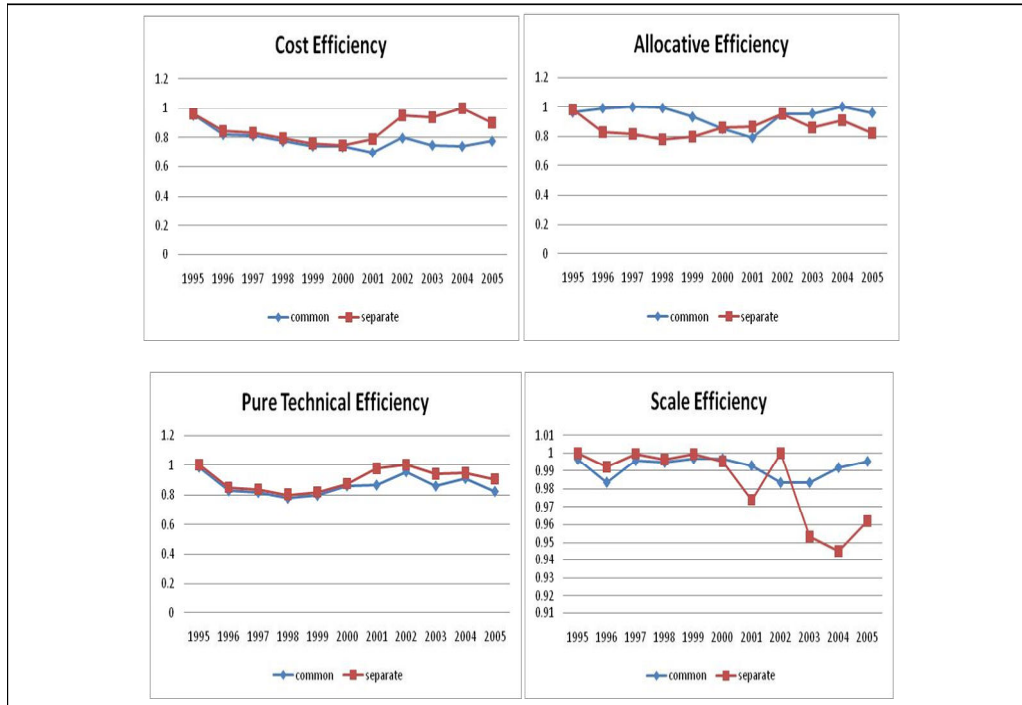 Cost Efficiency
1.2
1
0.8
0.6
0.4
0.2
0
1995 1996 1997 1998 1999 2000 2001 2002 2003 2004 2005
common separate
Allocative Efficiency
1.2
1
0.8
0.6
0.4
0.2
0
1995 1996 1997 1998 1999 2000 2001 2002 2003 2004 2005
common separate
Pure Technical Efficiency
1.2
1
0.8
0.6
0.4
0.2
0
1995 1996 1997 1998 1999 2000 2001 2002 2003 2004 2005
common separate
Scale Efficiency
1.01
1
0.99
0.98
0.97
0.96
0.95
0.94
0.93
0.92
0.91
1995 1996 1997 1998 1999 2000 2001 2002 2003 2004 2005
common separate